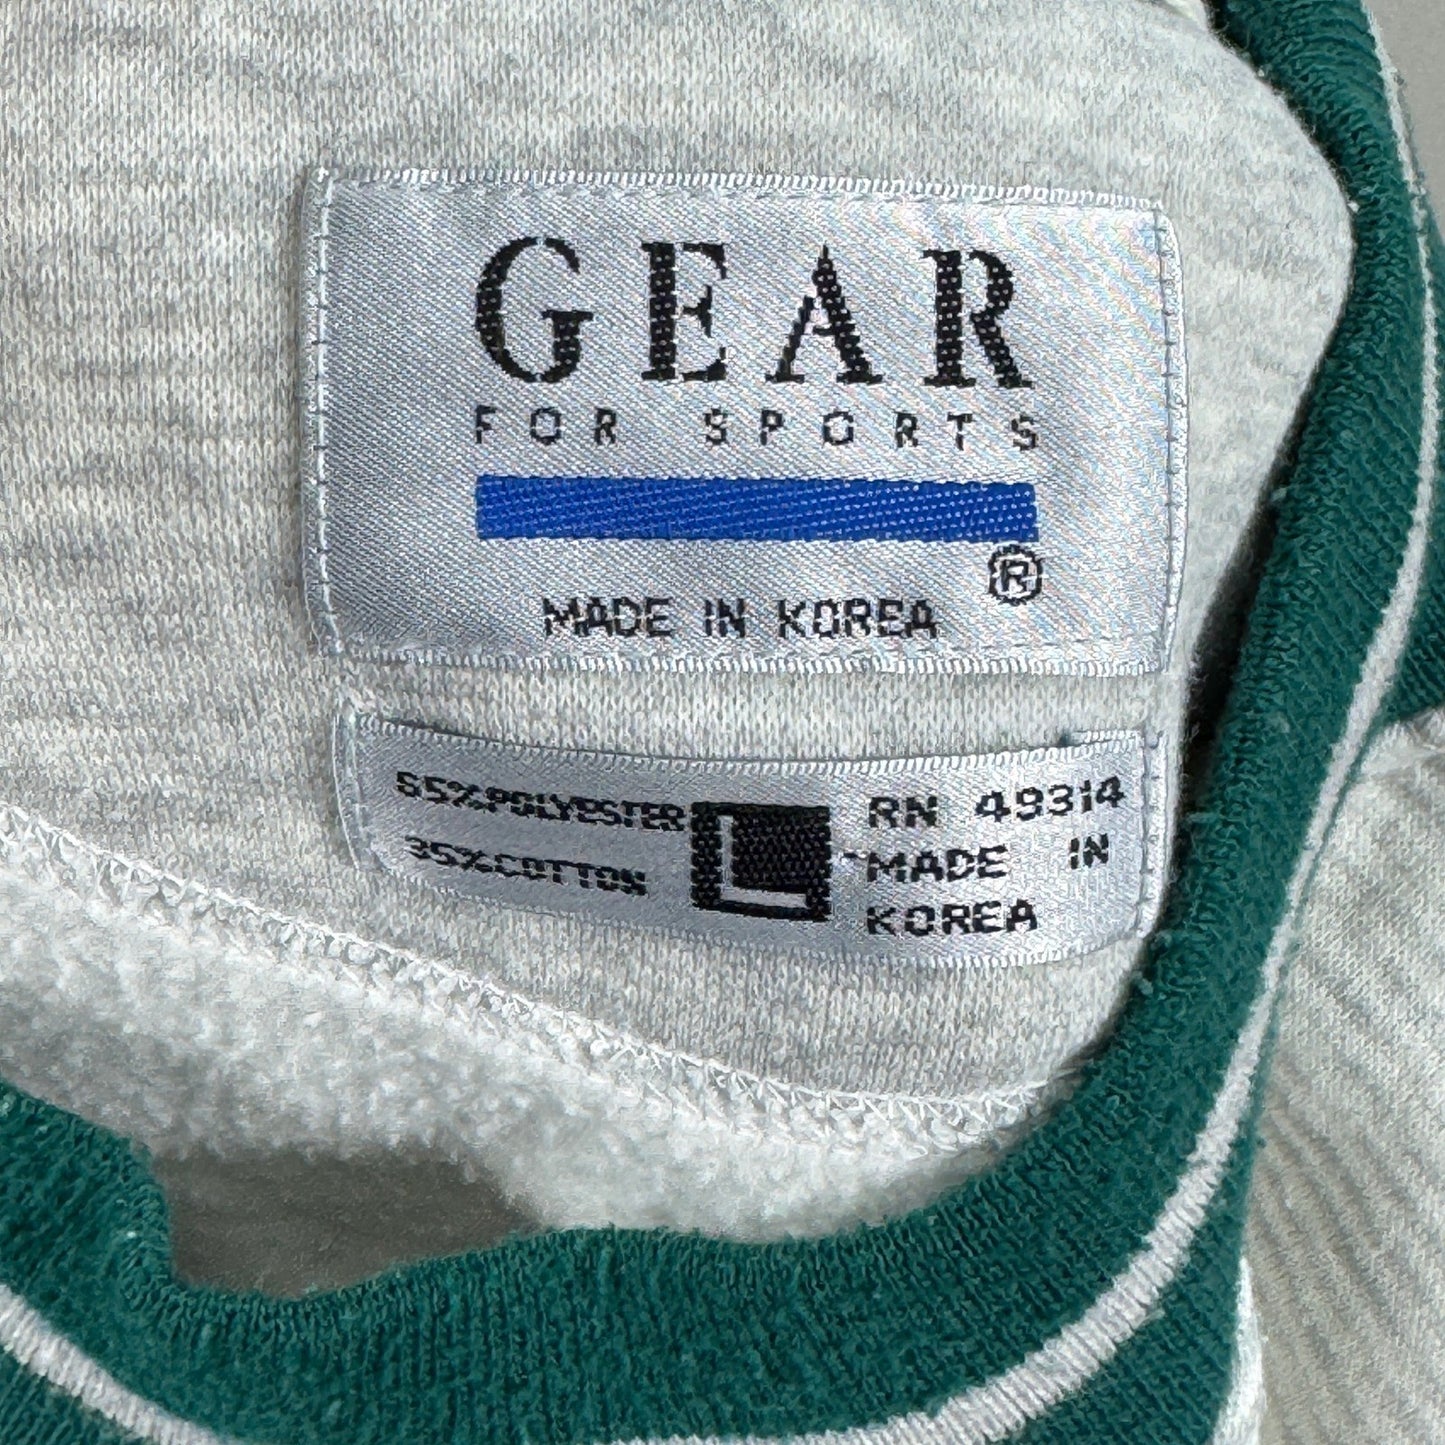 GEAR
FOR SPORTS
®
MADE IN KOREA
65%POLYESTER
35%COTTON
L
RN 49314
MADE IN
KOREA